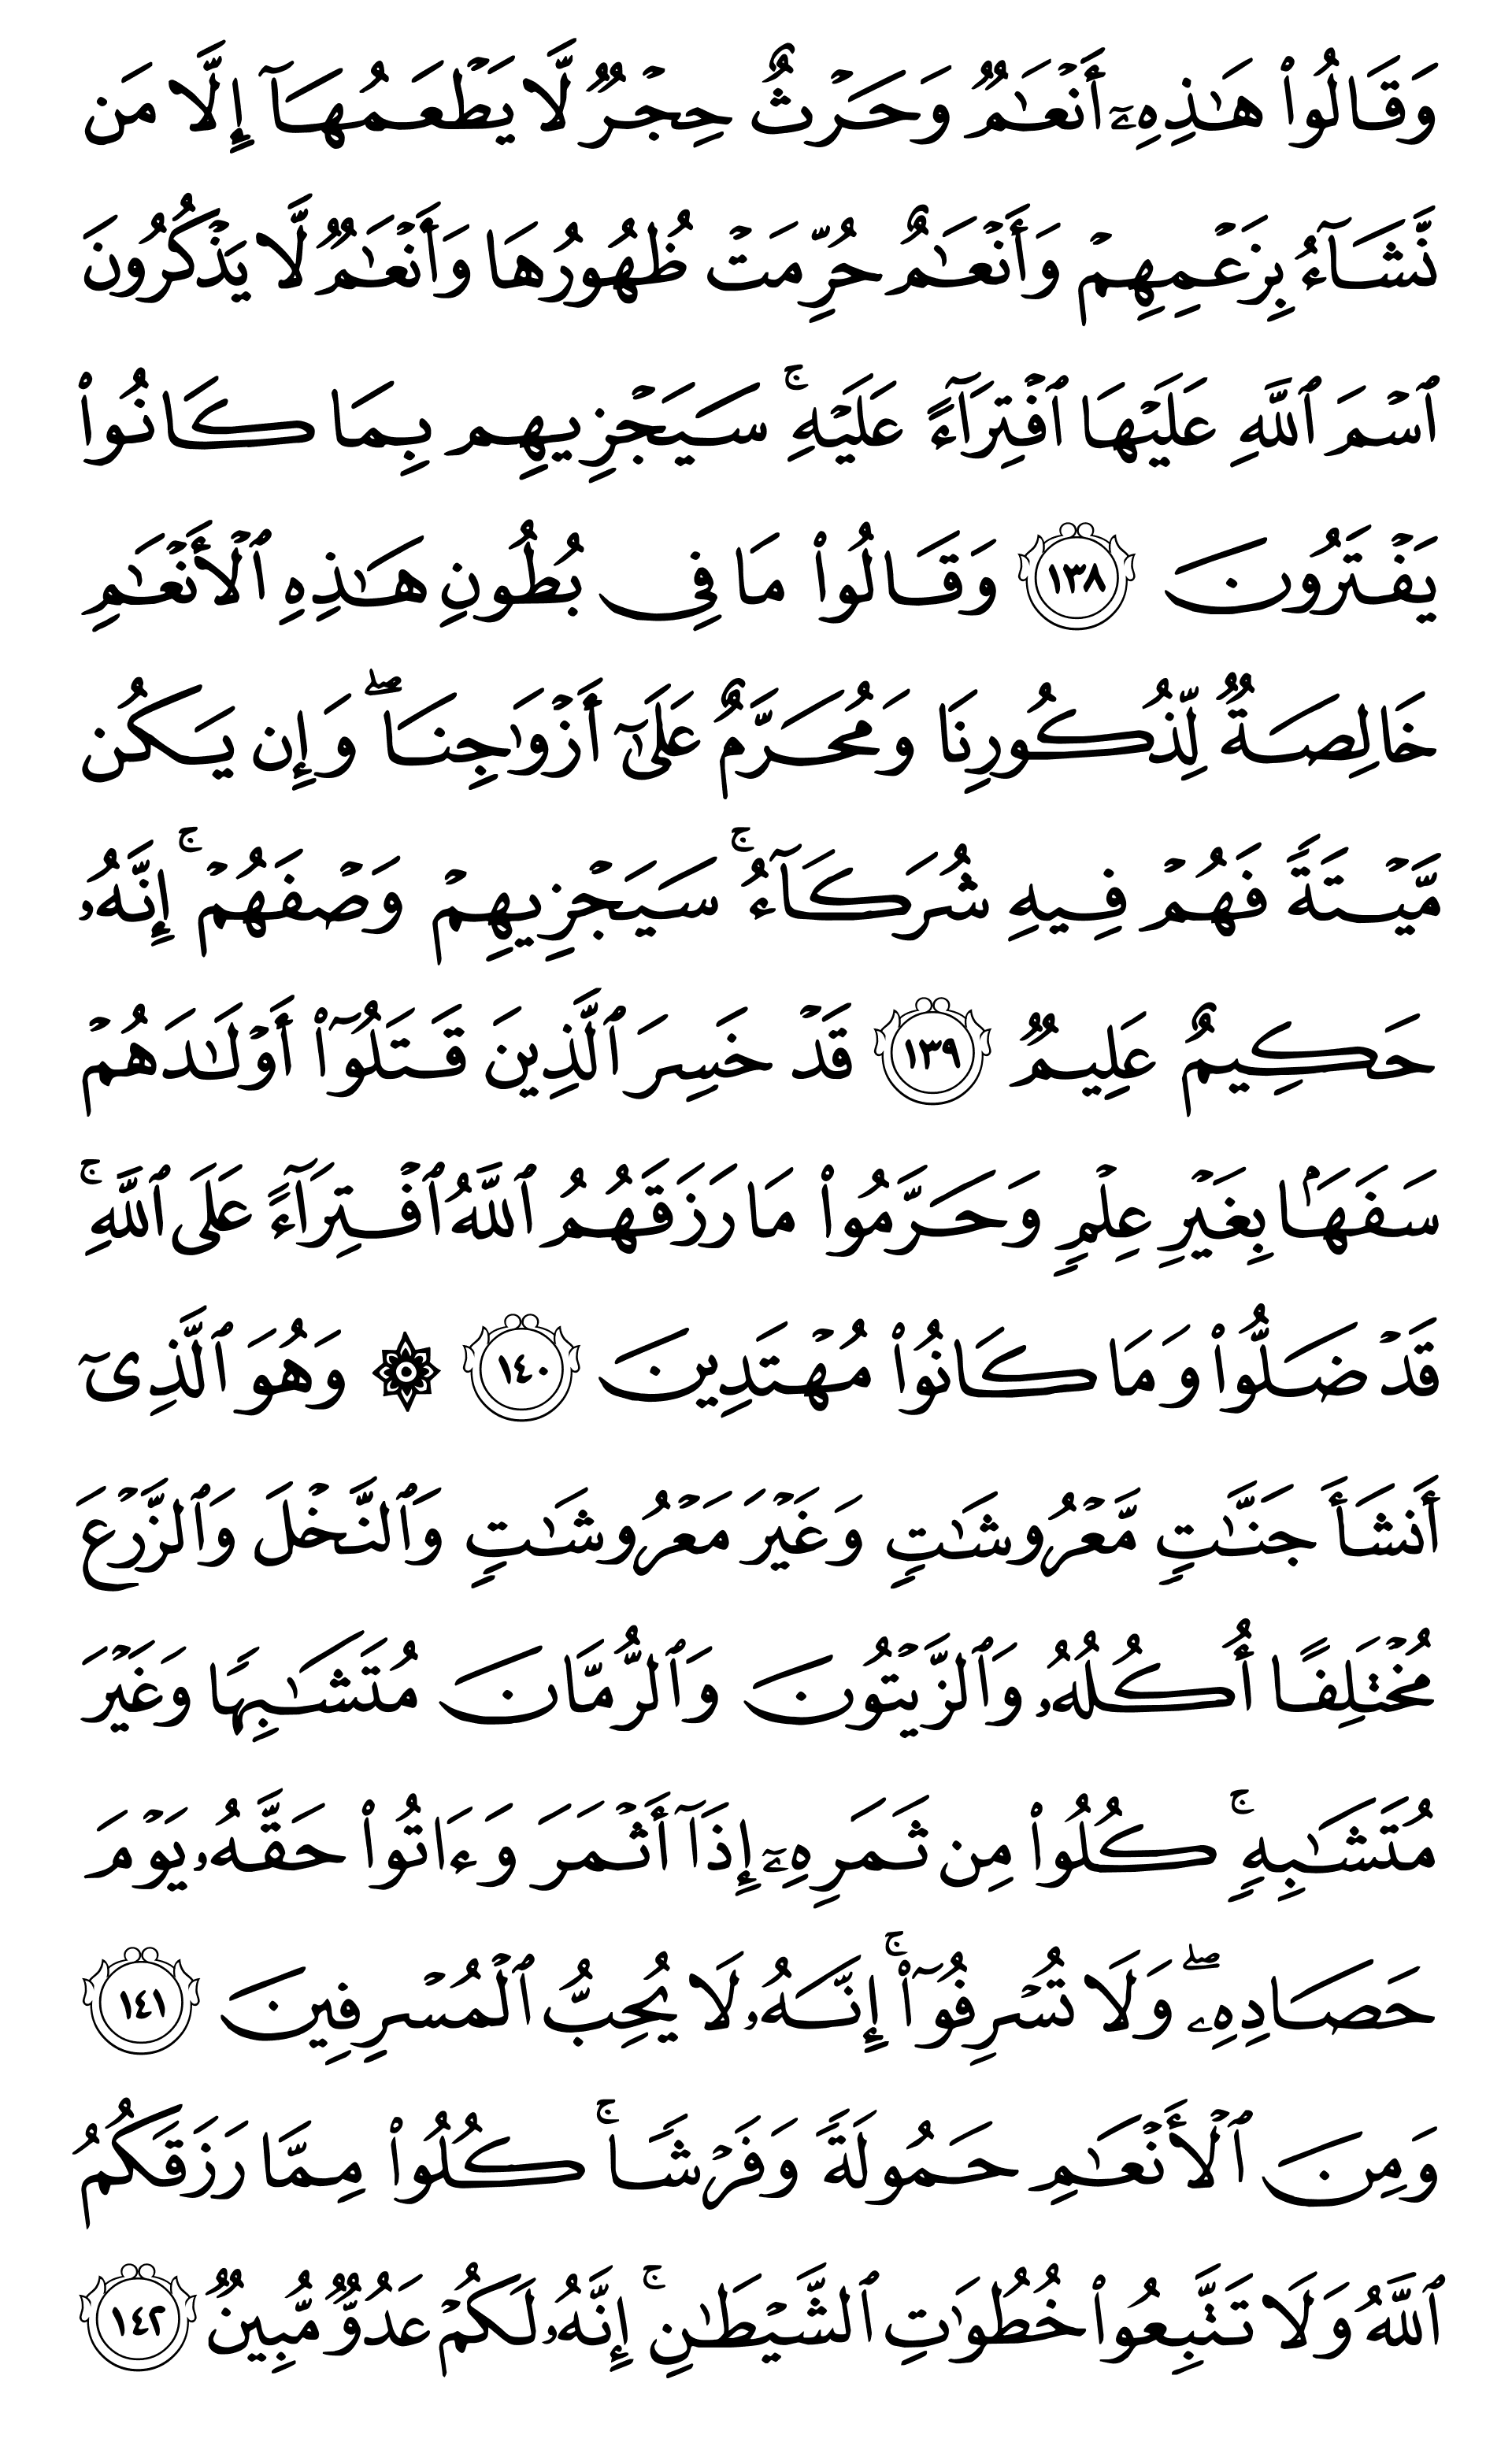 وَقَالُوا۟ هَـٰذِهِۦٓ أَنْعَـٰمٌ وَحَرْثٌ حِجْرٌ لَّا يَطْعَمُهَآ إِلَّا مَن
نَّشَآءُ بِزَعْمِهِمْ وَأَنْعَـٰمٌ حُرِّمَتْ ظُهُورُهَا وَأَنْعَـٰمٌ لَّا يَذْكُرُونَ
ٱسْمَ ٱللَّهِ عَلَيْهَا ٱفْتِرَآءً عَلَيْهِ ۚ سَيَجْزِيهِم بِمَا كَانُوا۟
يَفْتَرُونَ ١٣٨ وَقَالُوا۟ مَا فِى بُطُونِ هَـٰذِهِ ٱلْأَنْعَـٰمِ
خَالِصَةٌ لِّذُكُورِنَا وَمُحَرَّمٌ عَلَىٰٓ أَزْوَٰجِنَا ۖ وَإِن يَكُن
مَّيْتَةً فَهُمْ فِيهِ شُرَكَآءُ ۚ سَيَجْزِيهِمْ وَصْفَهُمْ ۚ إِنَّهُۥ
حَكِيمٌ عَلِيمٌ ١٣٩ قَدْ خَسِرَ ٱلَّذِينَ قَتَلُوٓا۟ أَوْلَـٰدَهُمْ
سَفَهًۢا بِغَيْرِ عِلْمٍ وَحَرَّمُوا۟ مَا رَزَقَهُمُ ٱللَّهُ ٱفْتِرَآءً عَلَى ٱللَّهِ ۚ
قَدْ ضَلُّوا۟ وَمَا كَانُوا۟ مُهْتَدِينَ ١٤٠ ۞ وَهُوَ ٱلَّذِىٓ
أَنشَأَ جَنَّـٰتٍ مَّعْرُوشَـٰتٍ وَغَيْرَ مَعْرُوشَـٰتٍ وَٱلنَّخْلَ وَٱلزَّرْعَ
مُخْتَلِفًا أُكُلُهُۥ وَٱلزَّيْتُونَ وَٱلرُّمَّانَ مُتَشَـٰبِهًا وَغَيْرَ
مُتَشَـٰبِهٍ ۚ كُلُوا۟ مِن ثَمَرِهِۦٓ إِذَآ أَثْمَرَ وَءَاتُوا۟ حَقَّهُۥ يَوْمَ
حَصَادِهِۦ ۖ وَلَا تُسْرِفُوٓا۟ ۚ إِنَّهُۥ لَا يُحِبُّ ٱلْمُسْرِفِينَ ١٤١
وَمِنَ ٱلْأَنْعَـٰمِ حَمُولَةً وَفَرْشًا ۚ كُلُوا۟ مِمَّا رَزَقَكُمُ
ٱللَّهُ وَلَا تَتَّبِعُوا۟ خُطُوَٰتِ ٱلشَّيْطَـٰنِ ۚ إِنَّهُۥ لَكُمْ عَدُوٌّ مُّبِينٌ ١٤٢